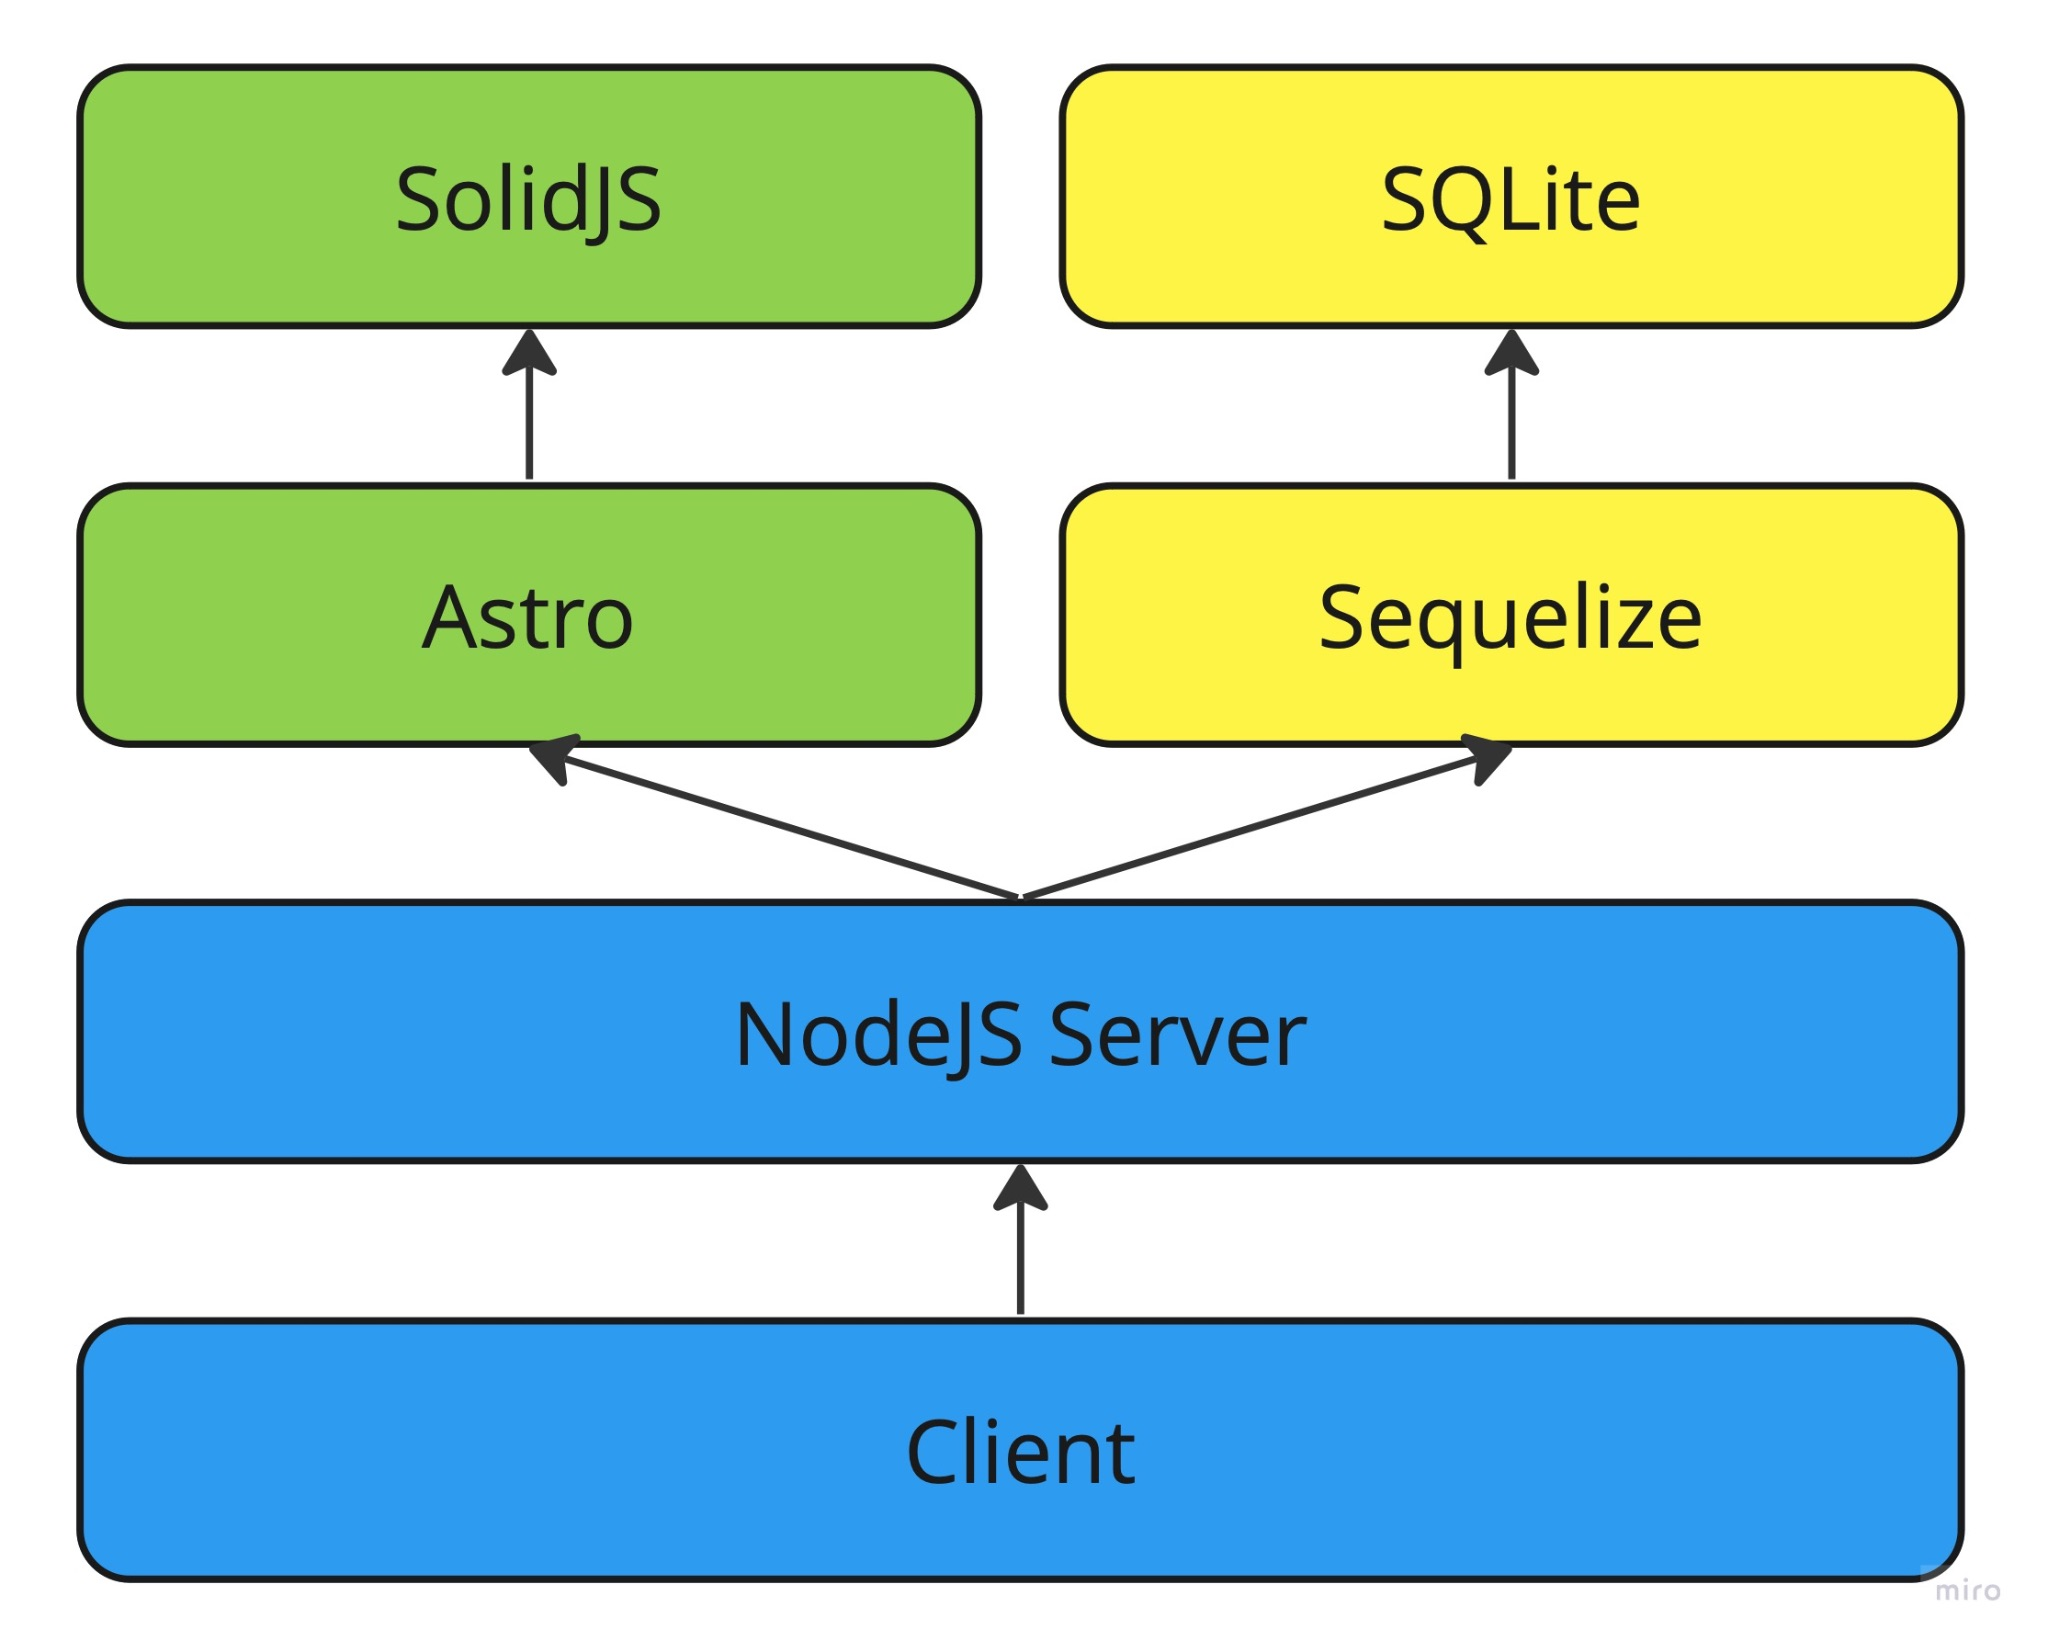 SolidJS
SQLite
Astro
Sequelize
NodeJS Server
Client
miro